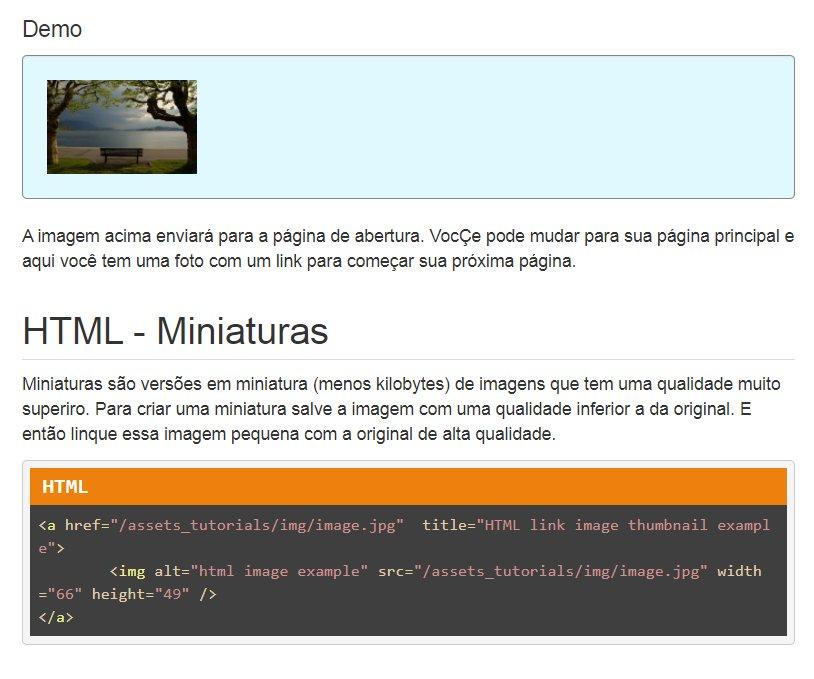 Demo
A imagem acima enviará para a página de abertura. VocÇe pode mudar para sua página principal e
aqui você tem uma foto com um link para começar sua próxima página.
HTML - Miniaturas
Miniaturas são versões em miniatura (menos kilobytes) de imagens que tem uma qualidade muito
superiro. Para criar uma miniatura salve a imagem com uma qualidade inferior a da original. E
então linque essa imagem pequena com a original de alta qualidade.
HTML
<a href="/assets_tutorials/img/image.jpg"  title="HTML link image thumbnail exampl
e">
        <img alt="html image example" src="/assets_tutorials/img/image.jpg" width
="66" height="49" />
</a>